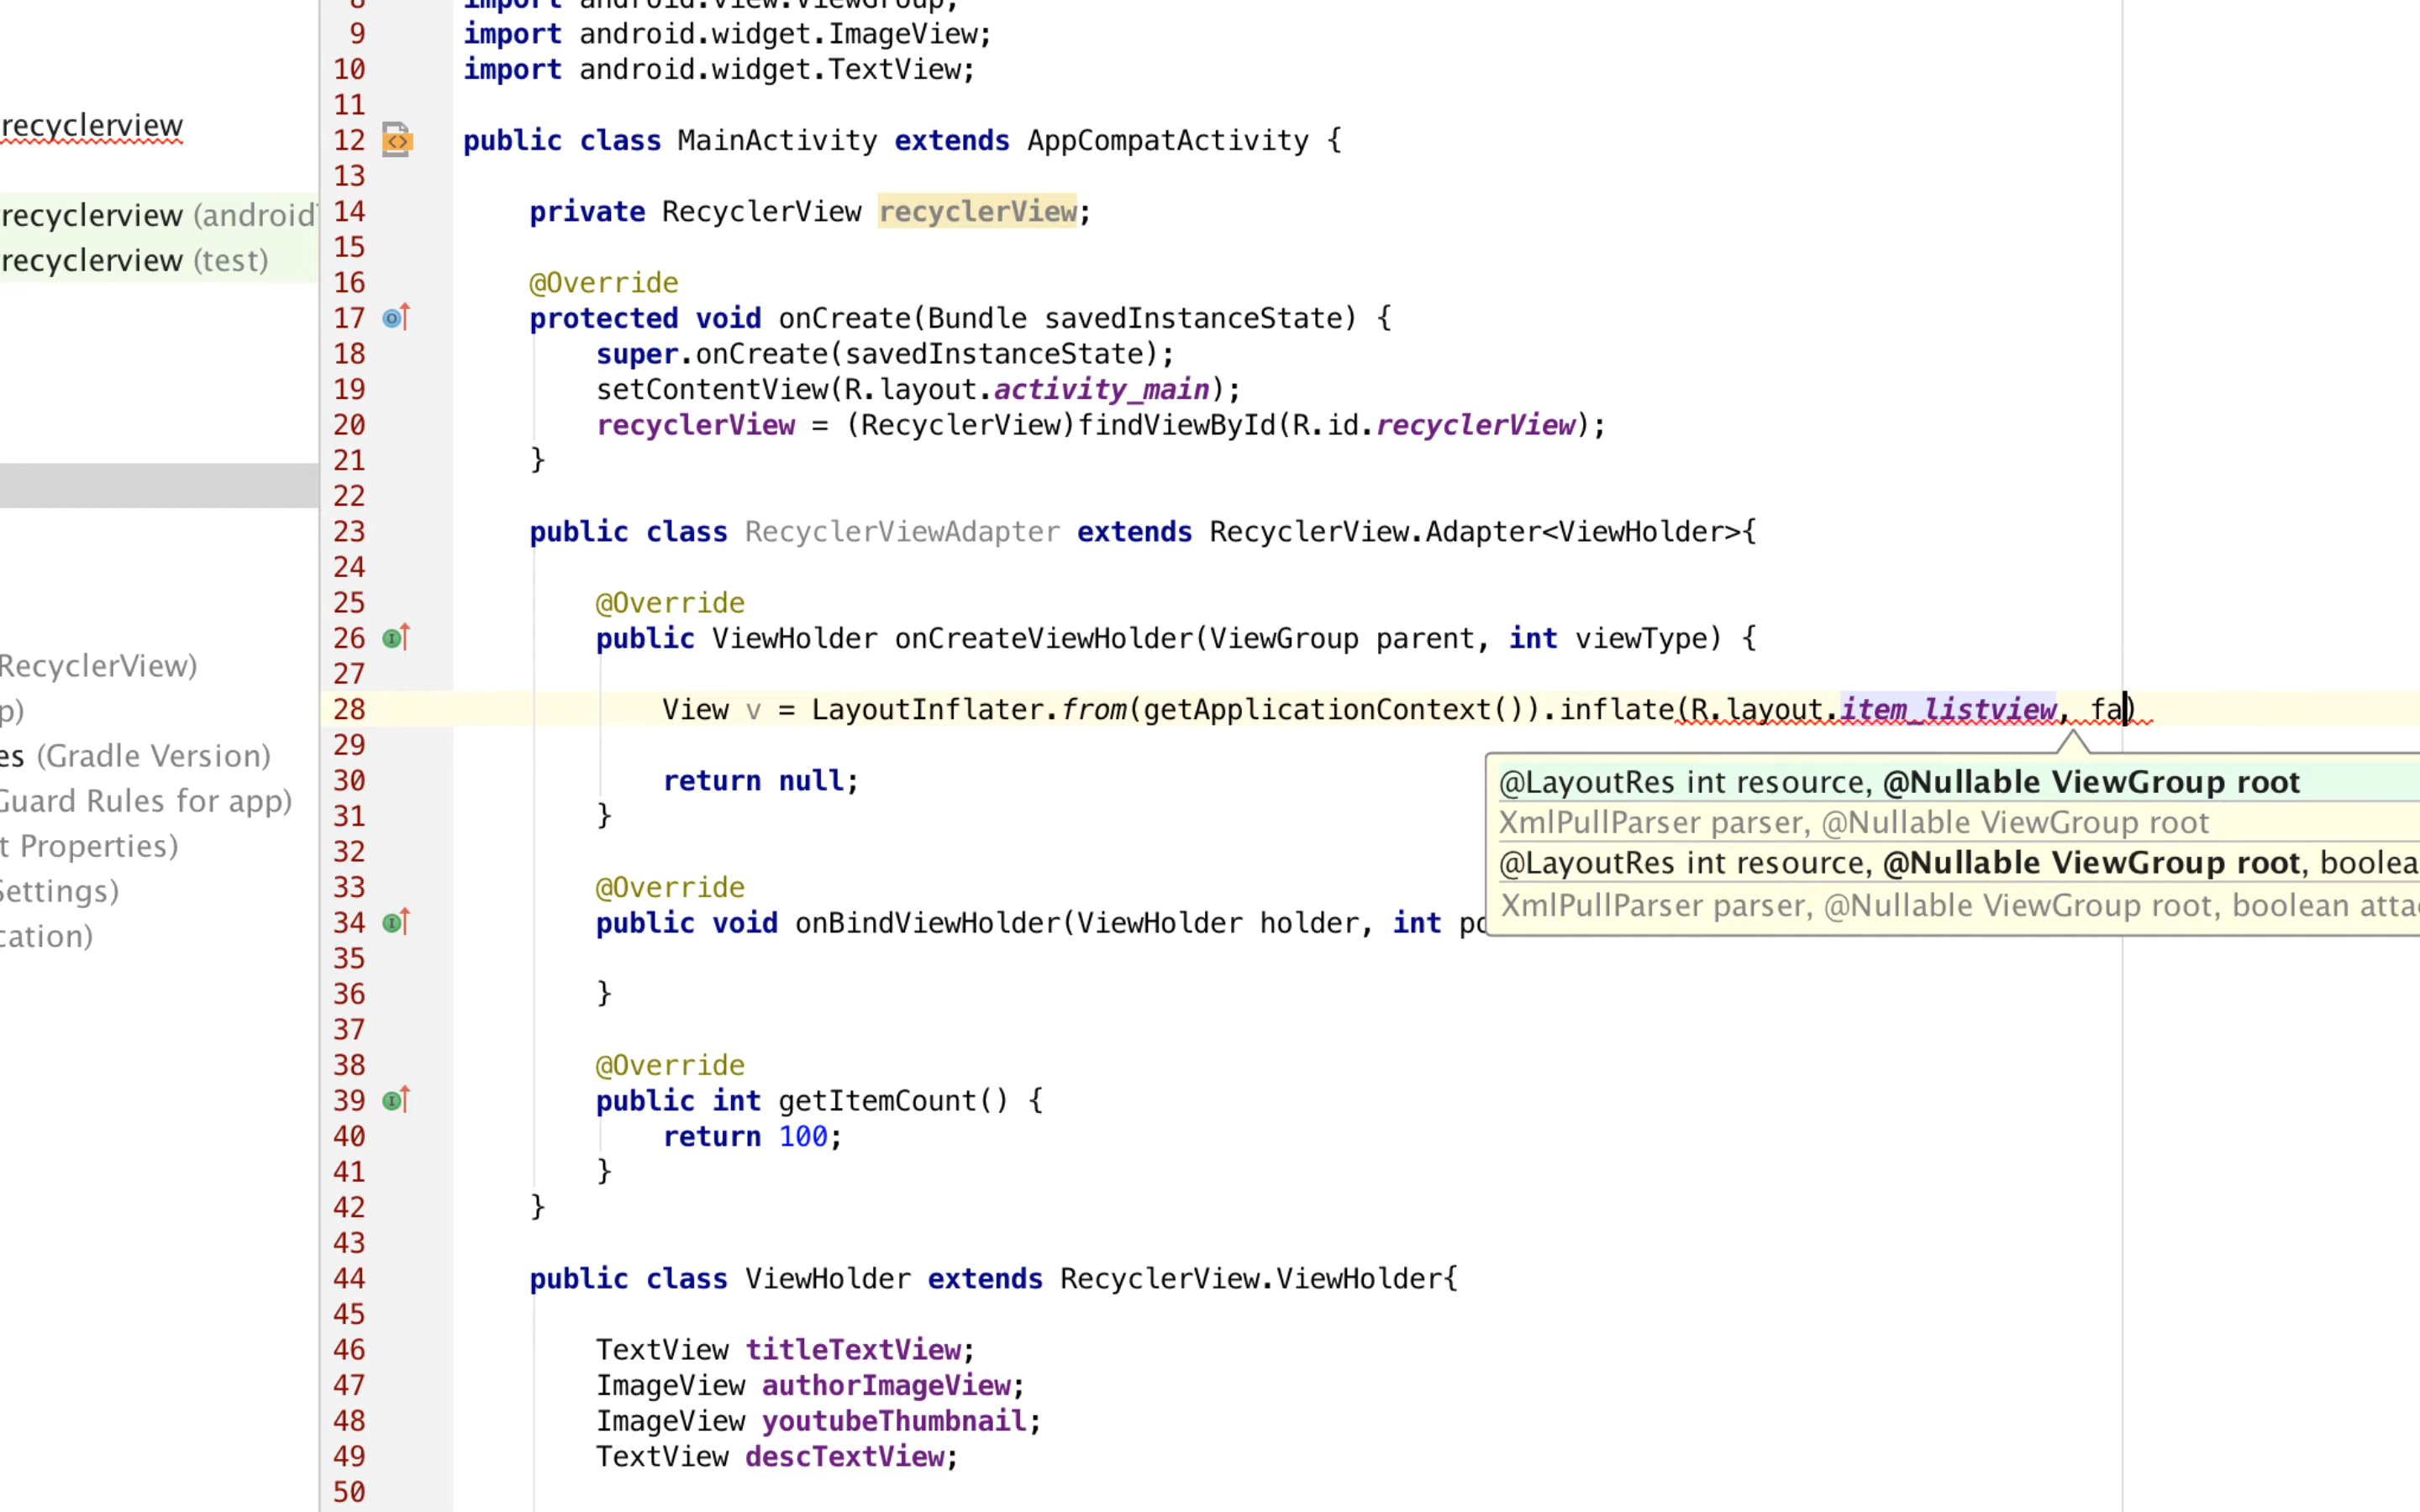 recyclerview
recyclerview (android
recyclerview (test)
RecyclerView)
p)
es (Gradle Version)
Guard Rules for app)
t Properties)
Settings)
cation)
8 import android.view.ViewGroup;
9 import android.widget.ImageView;
10 import android.widget.TextView;
11
12 public class MainActivity extends AppCompatActivity {
13
14 private RecyclerView recyclerView;
15
16 @Override
17 protected void onCreate(Bundle savedInstanceState) {
18 super.onCreate(savedInstanceState);
19 setContentView(R.layout.activity_main);
20 recyclerView = (RecyclerView)findViewById(R.id.recyclerView);
21 }
22
23 public class RecyclerViewAdapter extends RecyclerView.Adapter<ViewHolder>{
24
25 @Override
26 public ViewHolder onCreateViewHolder(ViewGroup parent, int viewType) {
27
28 View v = LayoutInflater.from(getApplicationContext()).inflate(R.layout.item_listview, fa)
29
@LayoutRes int resource, @Nullable ViewGroup root
XmlPullParser parser, @Nullable ViewGroup root
@LayoutRes int resource, @Nullable ViewGroup root, boolea
XmlPullParser parser, @Nullable ViewGroup root, boolean atta
30 return null;
31 }
32
33 @Override
34 public void onBindViewHolder(ViewHolder holder, int po
35
36 }
37
38 @Override
39 public int getItemCount() {
40 return 100;
41 }
42 }
43
44 public class ViewHolder extends RecyclerView.ViewHolder{
45
46 TextView titleTextView;
47 ImageView authorImageView;
48 ImageView youtubeThumbnail;
49 TextView descTextView;
50